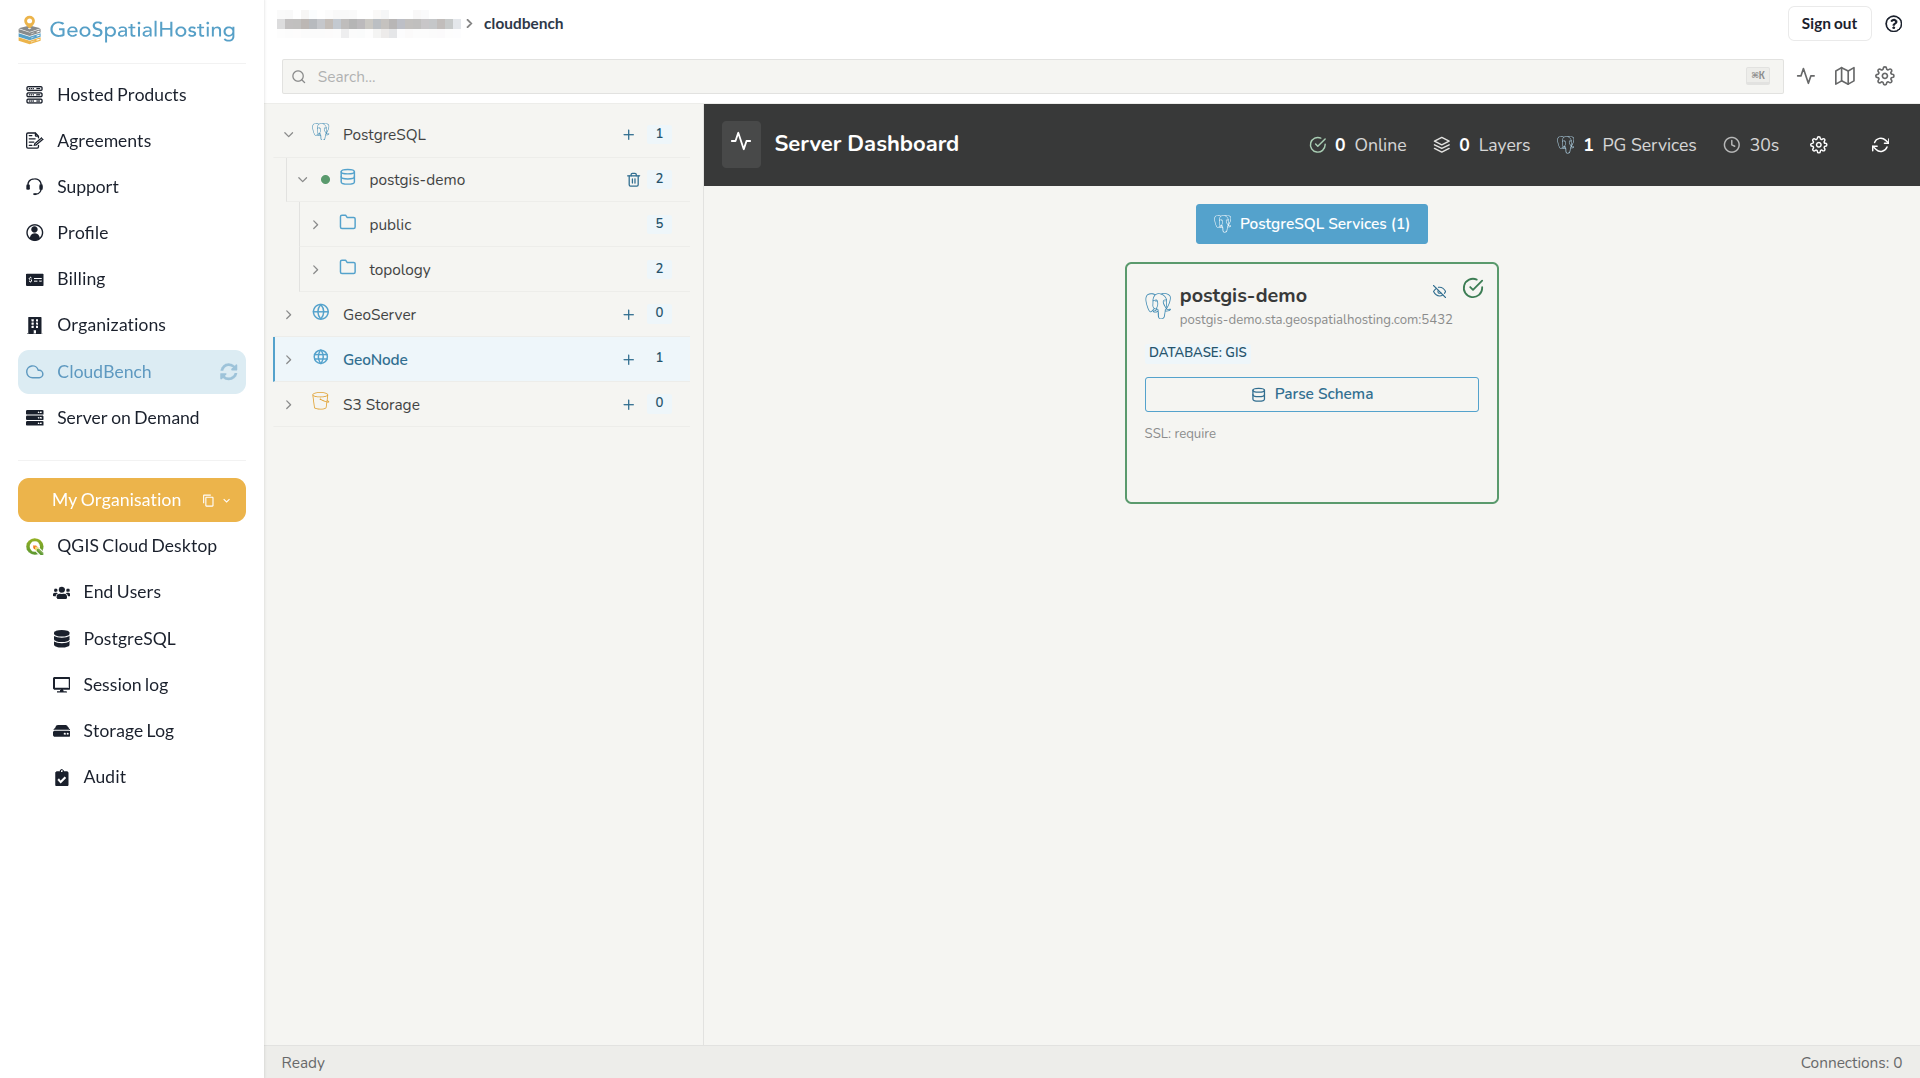 GeoSpatialHosting
Hosted Products
Agreements
Support
Profile
Billing
Organizations
CloudBench
Server on Demand
My Organisation
QGIS Cloud Desktop
End Users
PostgreSQL
Session log
Storage Log
Audit
> cloudbench
Sign out
Search...
⌘K
PostgreSQL 1
postgis-demo 2
public 5
topology 2
GeoServer 0
GeoNode 1
S3 Storage 0
Server Dashboard
0 Online 0 Layers 1 PG Services 30s
PostgreSQL Services (1)
postgis-demo
postgis-demo.sta.geospatialhosting.com:5432
DATABASE: GIS
Parse Schema
SSL: require
Ready
Connections: 0